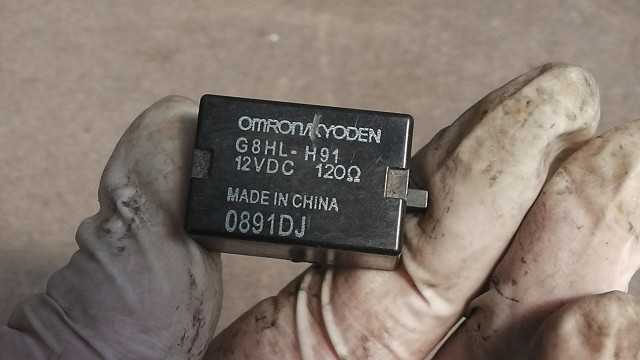 OMRON/KYODEN
G8HL-H91
12VDC 120Ω
MADE IN CHINA
0891DJ